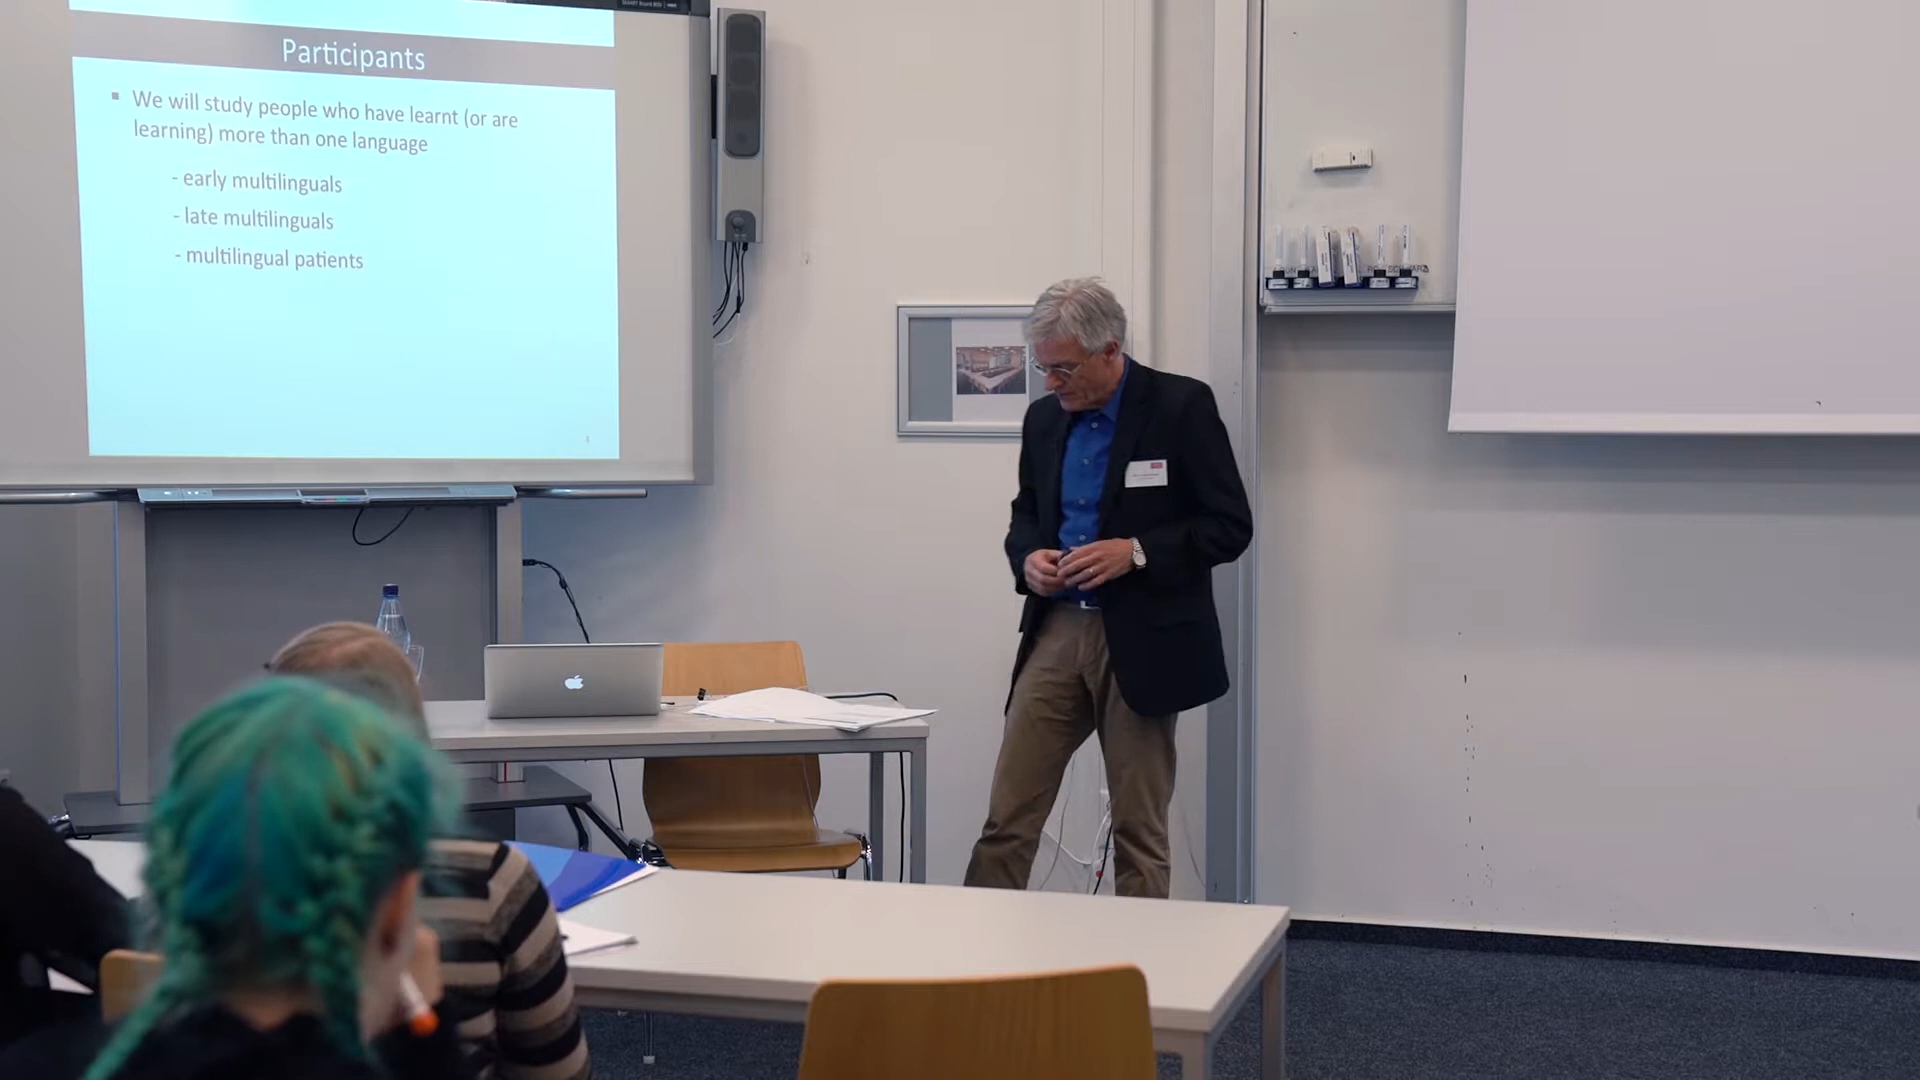 Participants
▪ We will study people who have learnt (or are
learning) more than one language
- early multilinguals
- late multilinguals
- multilingual patients